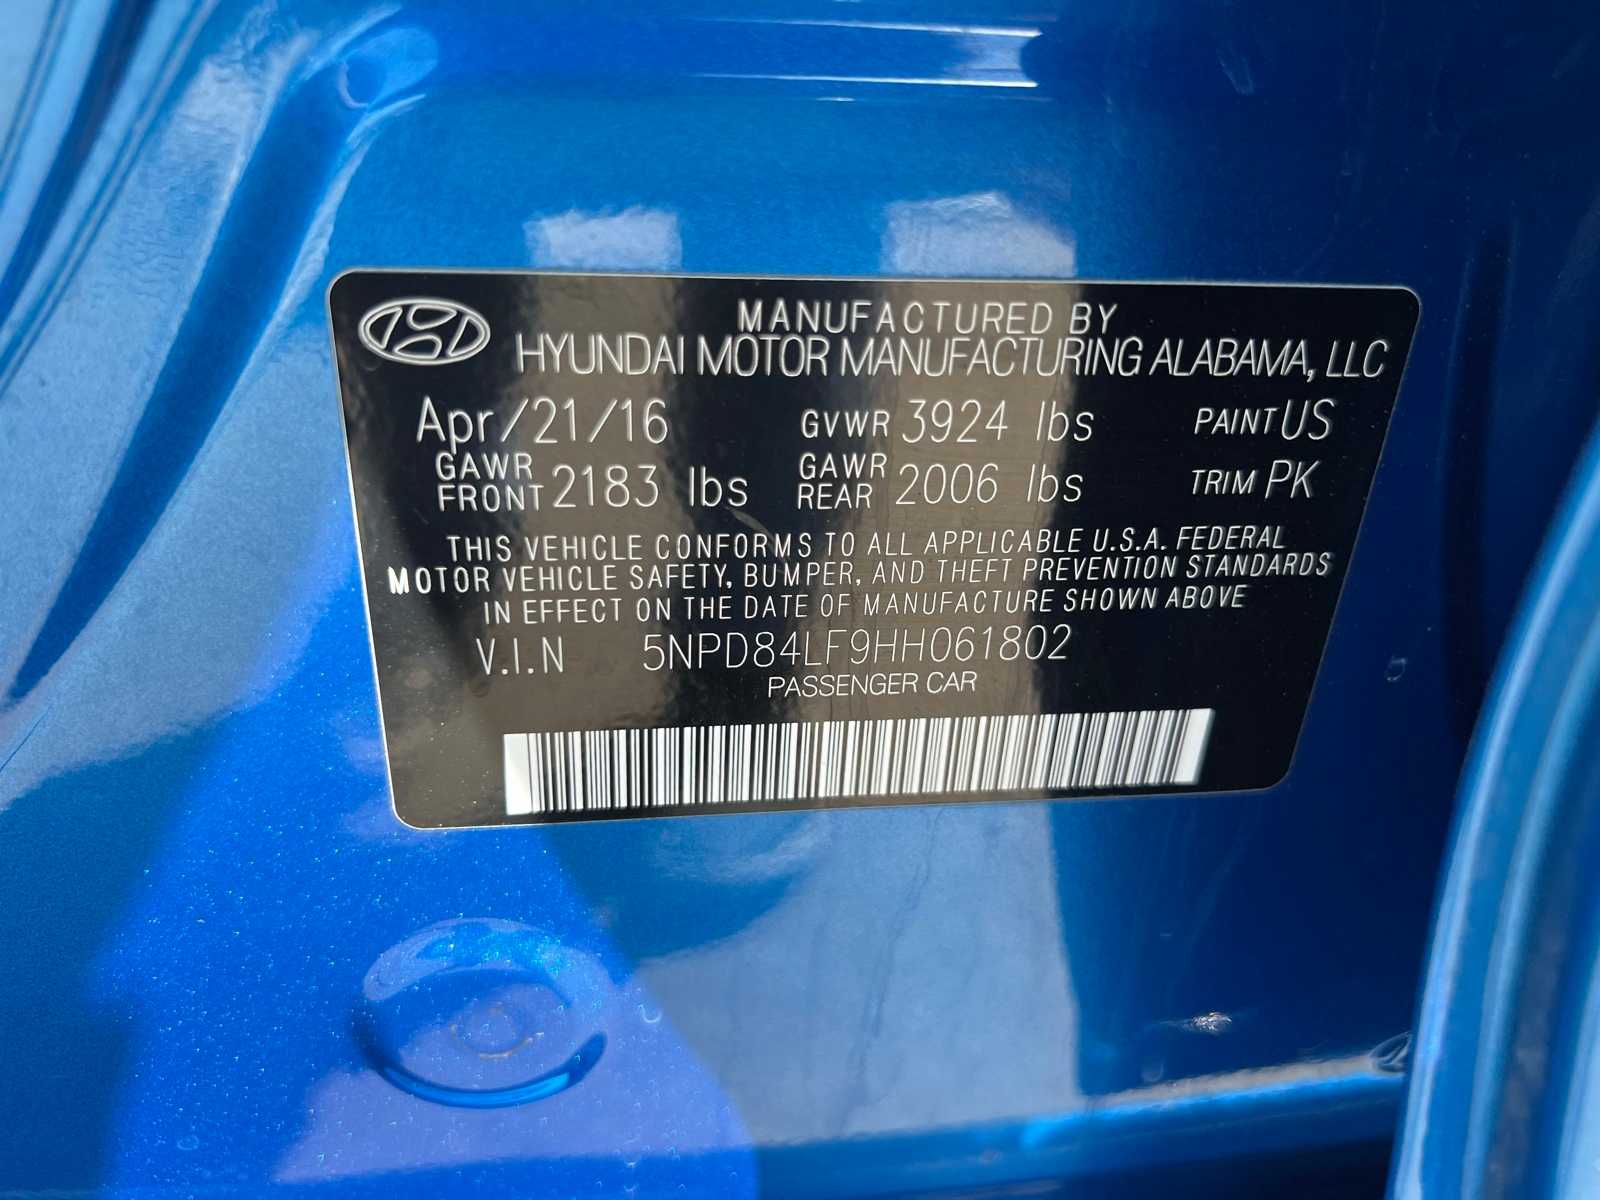 MANUFACTURED BY
HYUNDAI MOTOR MANUFACTURING ALABAMA, LLC
Apr/21/16 GVWR 3924 lbs PAINT US
GAWR FRONT 2183 lbs GAWR REAR 2006 lbs TRIM PK
THIS VEHICLE CONFORMS TO ALL APPLICABLE U.S.A. FEDERAL
MOTOR VEHICLE SAFETY, BUMPER, AND THEFT PREVENTION STANDARDS
IN EFFECT ON THE DATE OF MANUFACTURE SHOWN ABOVE
V.I.N 5NPD84LF9HH061802
PASSENGER CAR